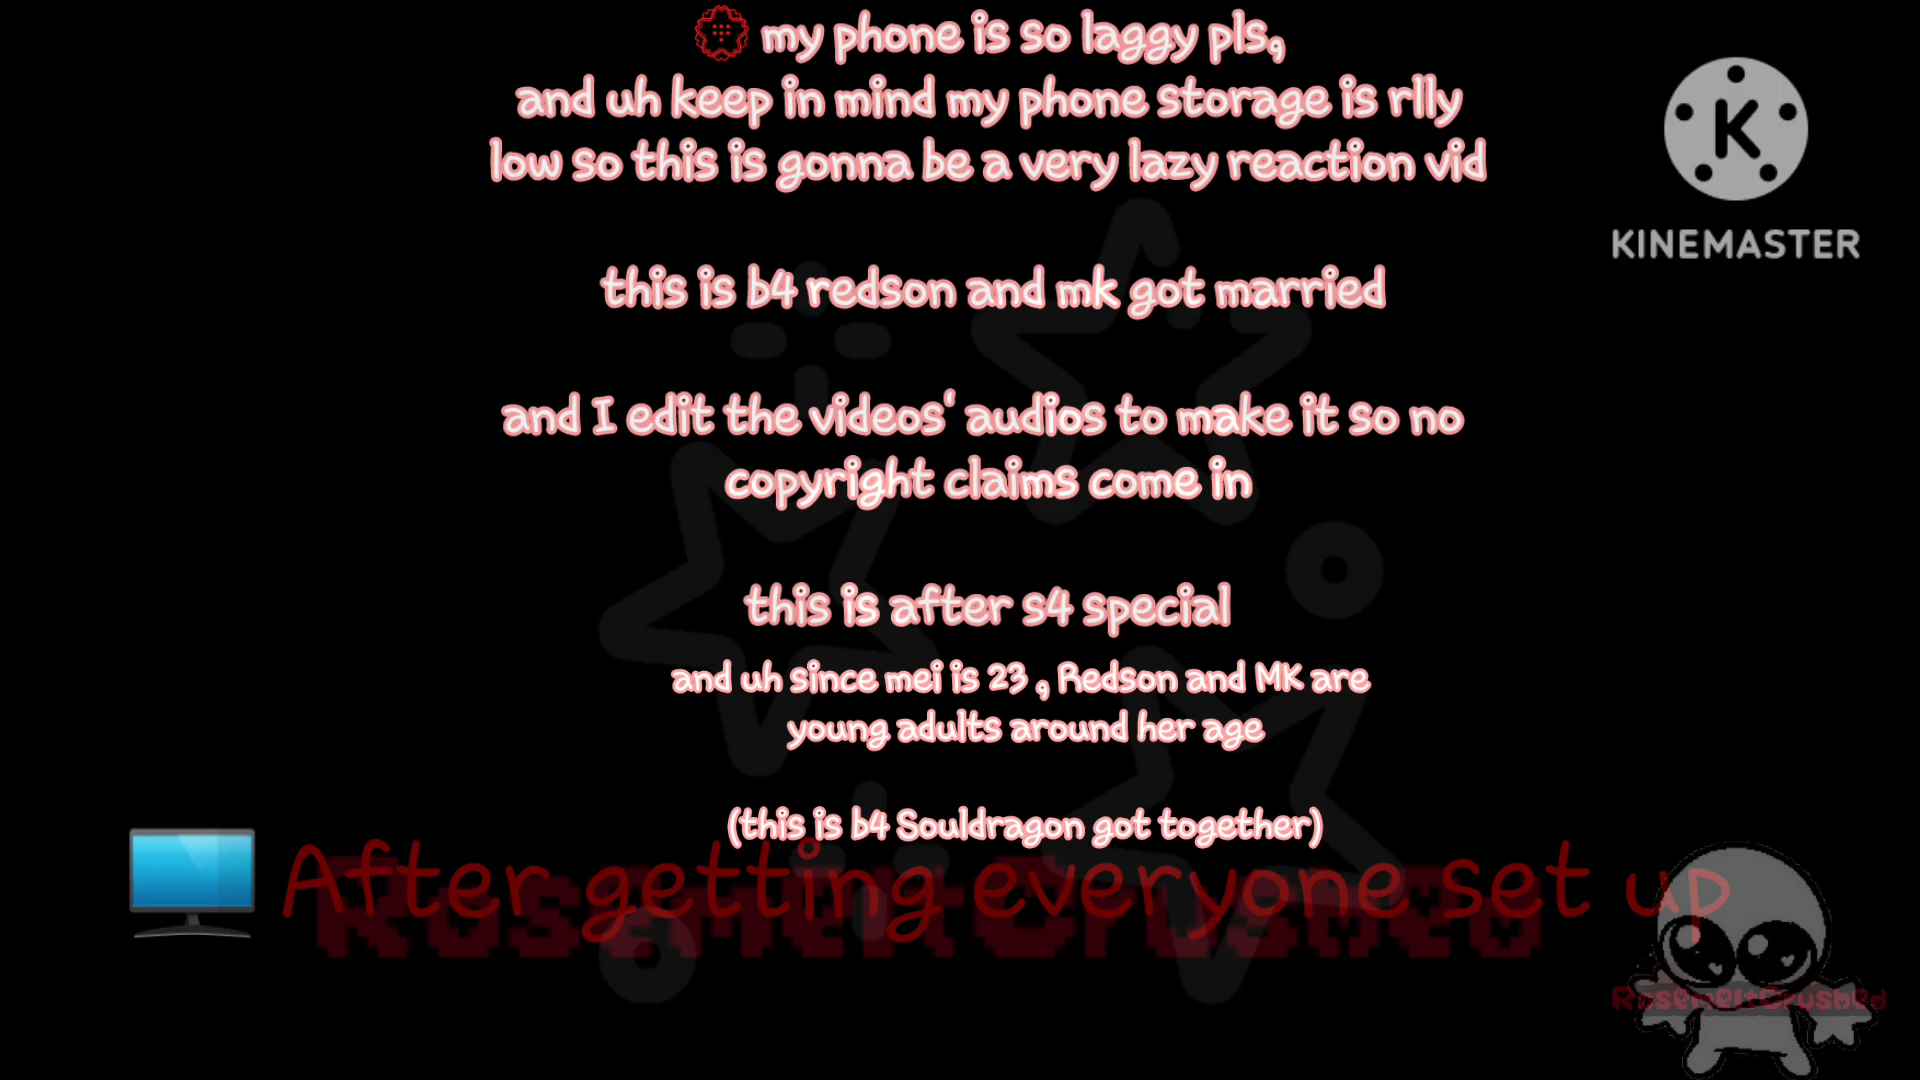 my phone is so laggy pls,
and uh keep in mind my phone storage is rlly
low so this is gonna be a very lazy reaction vid
KINEMASTER
this is b4 redson and mk got married
and I edit the videos' audios to make it so no
copyright claims come in
this is after s4 special
and uh since mei is 23 , Redson and MK are
young adults around her age
(this is b4 Souldragon got together)
After getting everyone set up
RosemeltCrushed
RosemeltCrushed